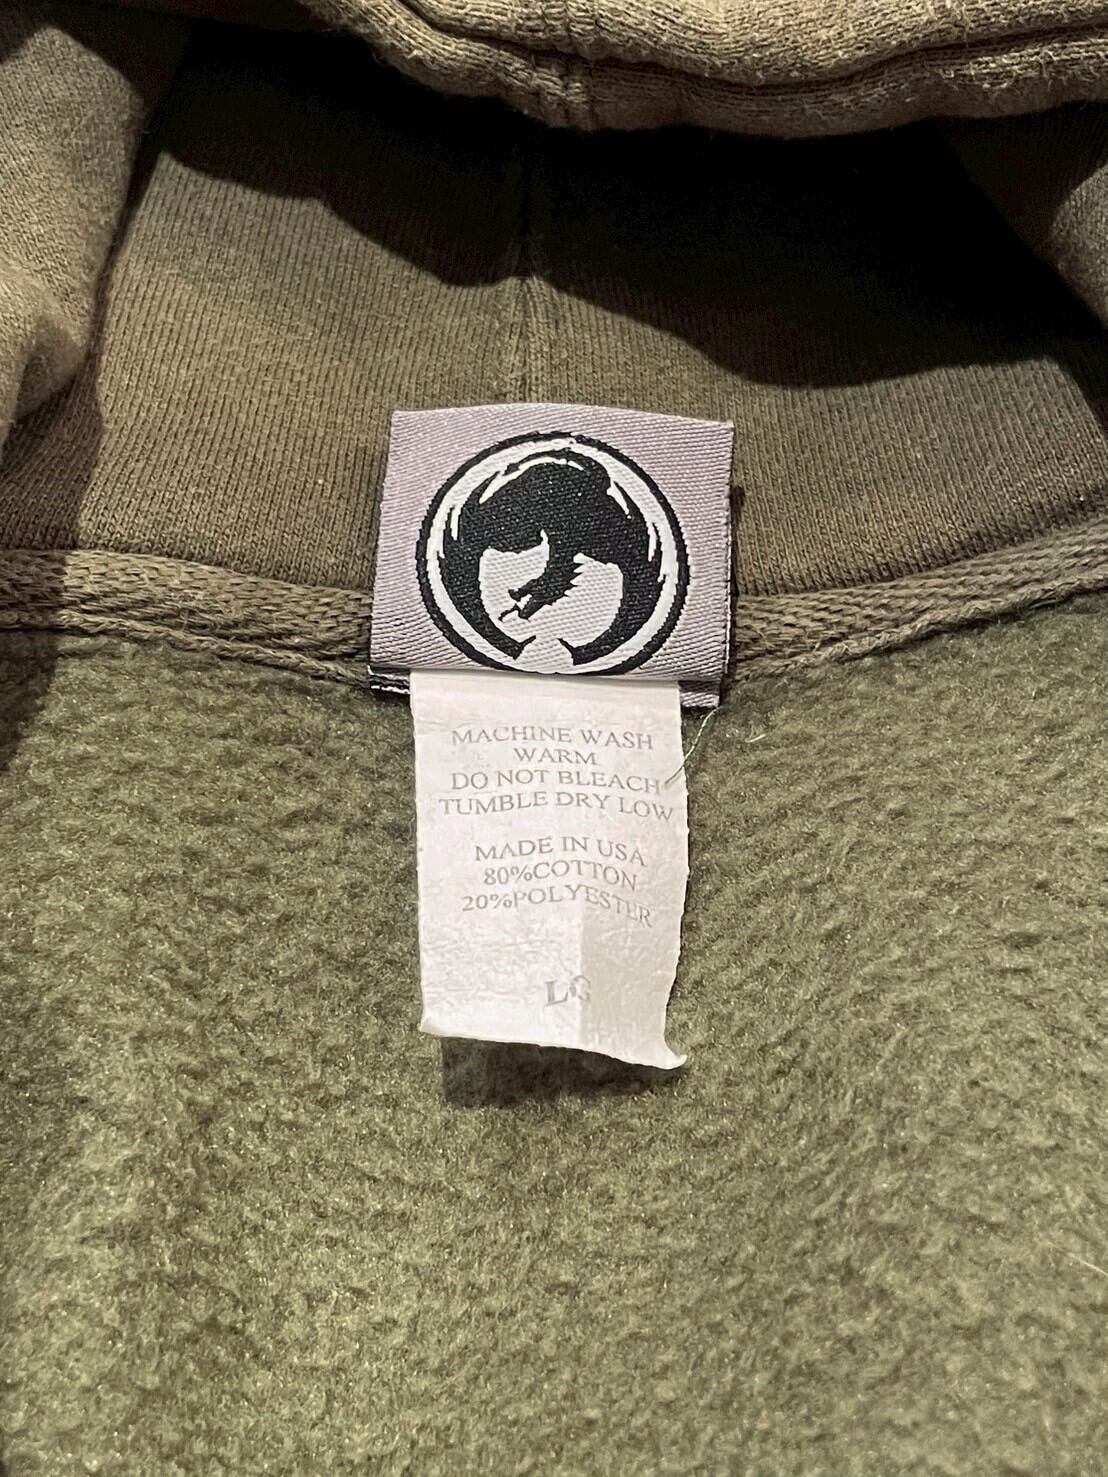 MACHINE WASH
WARM
DO NOT BLEACH
TUMBLE DRY LOW
MADE IN USA
80%COTTON
20%POLYESTER
LG